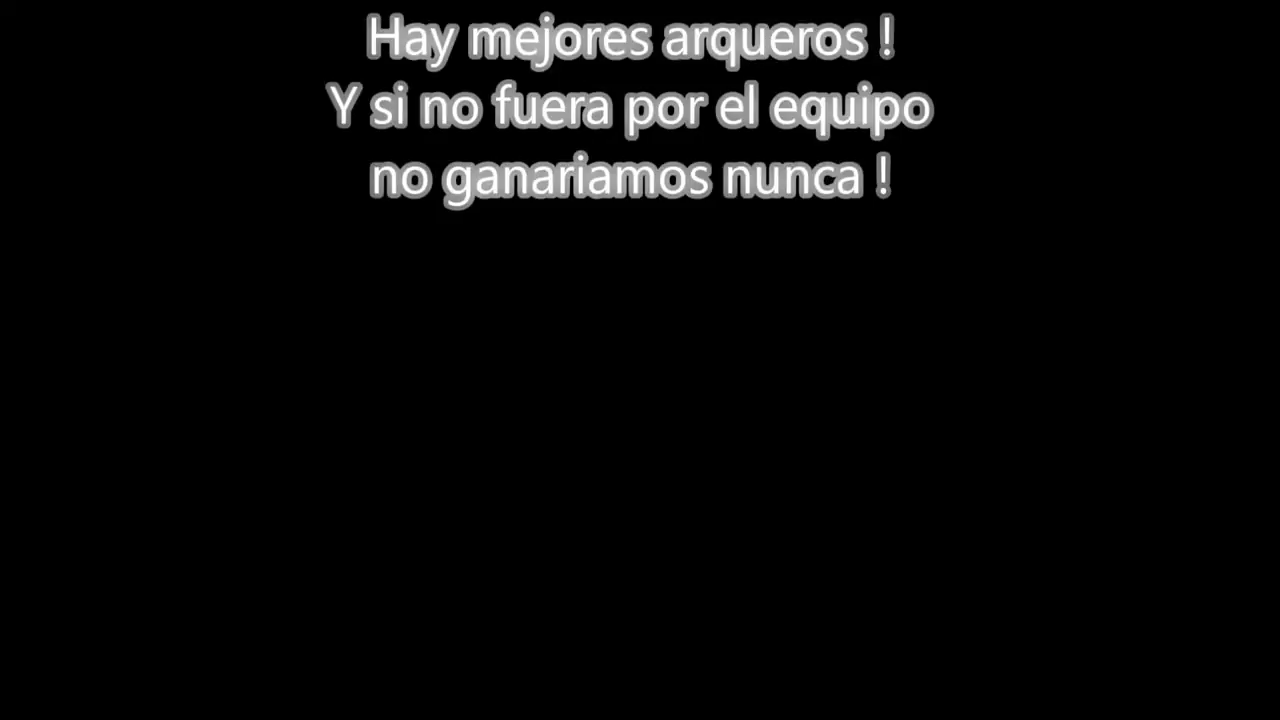 Hay mejores arqueros !
Y si no fuera por el equipo
no ganariamos nunca !